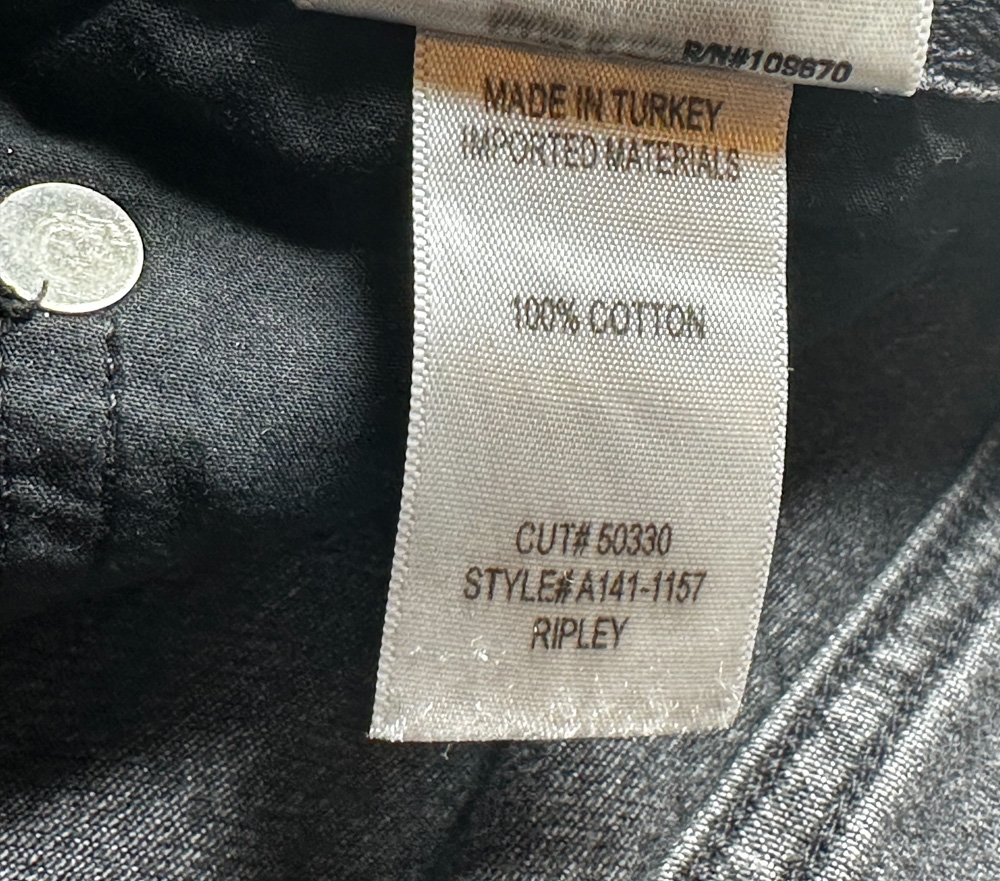 R/N#109670
MADE IN TURKEY
IMPORTED MATERIALS
100% COTTON
CUT# 50330
STYLE# A141-1157
RIPLEY